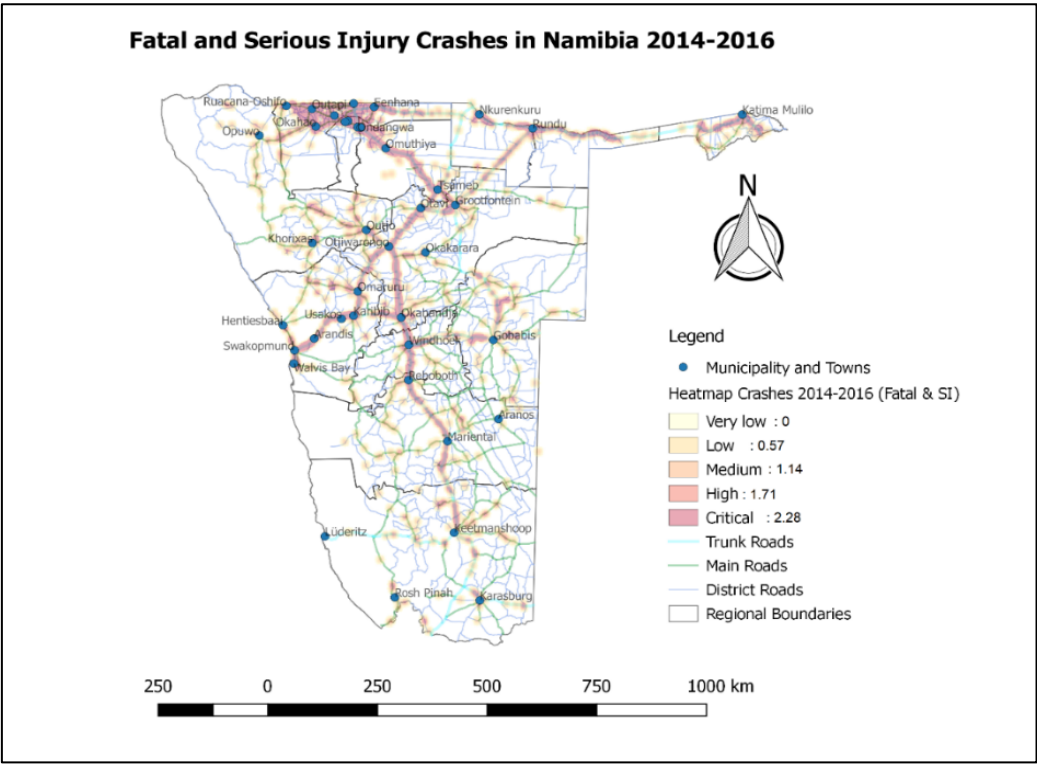 Fatal and Serious Injury Crashes in Namibia 2014-2016
Ruacana-Oshifo
Outapi
Eenhana
Nkurenkuru
Katima Mulilo
Okahao
Rundu
Opuwo
Omuthiya
Tsumeb
Otavi
Grootfontein
N
Outjo
Khorixas
Otjiwarongo
Okakarara
Omaruru
Usakos
Karibib
Okahandja
Hentiesbaai
Arandis
Swakopmund
Windhoek
Gobabis
Walvis Bay
Rehoboth
Aranos
Mariental
Lüderitz
Keetmanshoop
Rosh Pinah
Karasburg
Legend
Municipality and Towns
Heatmap Crashes 2014-2016 (Fatal & SI)
Very low : 0
Low : 0.57
Medium : 1.14
High : 1.71
Critical : 2.28
Trunk Roads
Main Roads
District Roads
Regional Boundaries
250 0 250 500 750 1000 km